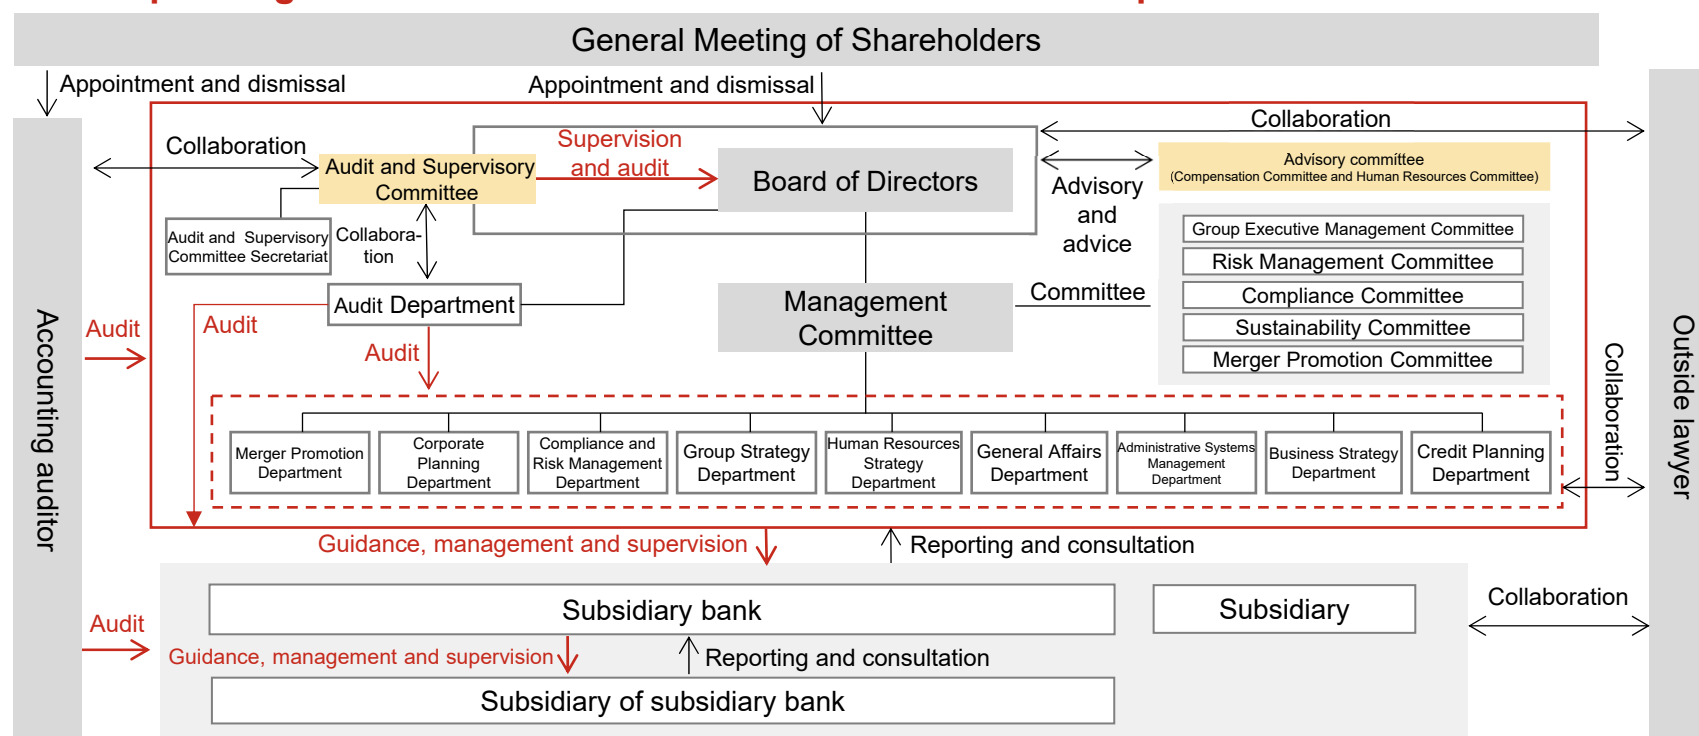 General Meeting of Shareholders
Appointment and dismissal
Appointment and dismissal
Collaboration
Collaboration
Supervision
and audit
Audit and Supervisory
Committee
Board of Directors
Advisory committee
(Compensation Committee and Human Resources Committee)
Advisory
and
advice
Audit and Supervisory
Committee Secretariat
Collabora-
tion
Group Executive Management Committee
Risk Management Committee
Compliance Committee
Sustainability Committee
Merger Promotion Committee
Audit Department
Management
Committee
Committee
Accounting auditor
Audit
Audit
Audit
Collaboration
Outside lawyer
Merger Promotion
Department
Corporate
Planning
Department
Compliance and
Risk Management
Department
Group Strategy
Department
Human Resources
Strategy
Department
General Affairs
Department
Administrative Systems
Management
Department
Business Strategy
Department
Credit Planning
Department
Guidance, management and supervision
Reporting and consultation
Subsidiary bank
Subsidiary
Collaboration
Audit
Guidance, management and supervision
Reporting and consultation
Subsidiary of subsidiary bank